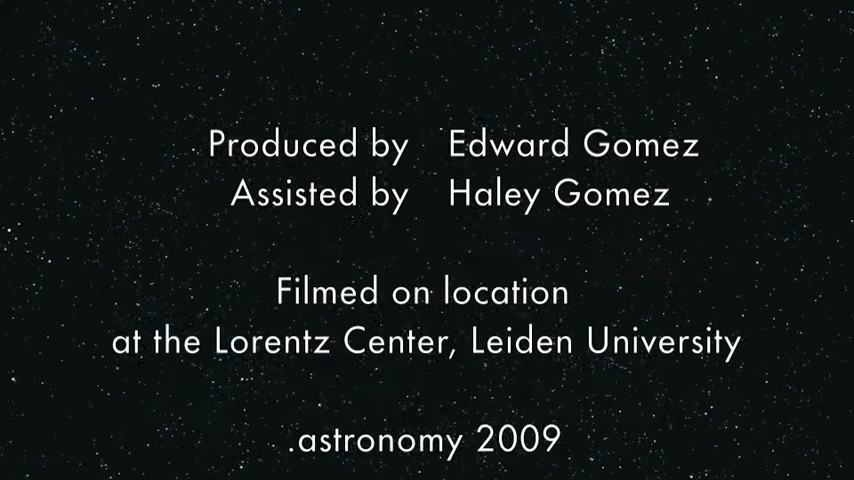 Produced by Edward Gomez
Assisted by Haley Gomez
Filmed on location
at the Lorentz Center, Leiden University
.astronomy 2009